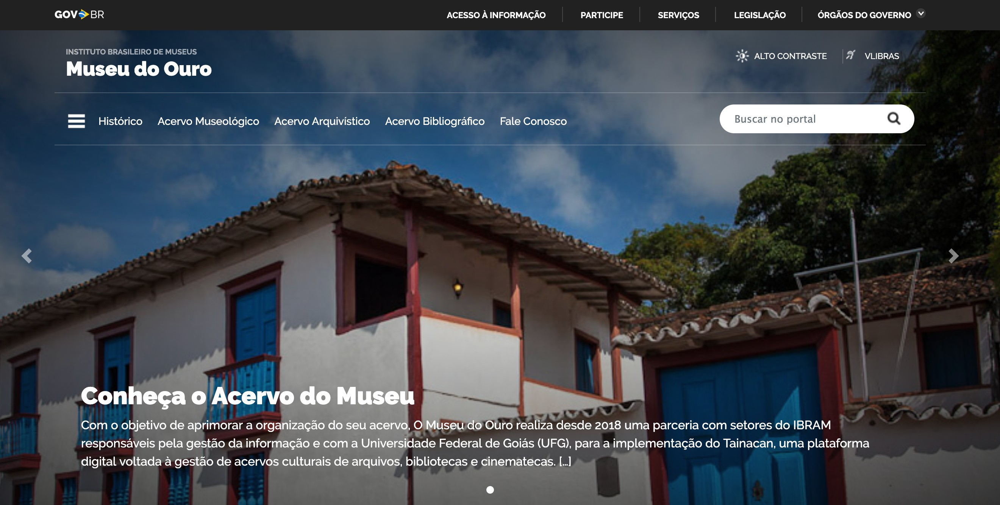 GOV BR
ACESSO À INFORMAÇÃO
PARTICIPE
SERVIÇOS
LEGISLAÇÃO
ÓRGÃOS DO GOVERNO
INSTITUTO BRASILEIRO DE MUSEUS
Museu do Ouro
ALTO CONTRASTE
VLIBRAS
Histórico
Acervo Museológico
Acervo Arquivístico
Acervo Bibliográfico
Fale Conosco
Buscar no portal
Conheça o Acervo do Museu
Com o objetivo de aprimorar a organização do seu acervo, O Museu do Ouro realiza desde 2018 uma parceria com setores do IBRAM
responsáveis pela gestão da informação e com a Universidade Federal de Goiás (UFG), para a implementação do Tainacan, uma plataforma
digital voltada à gestão de acervos culturais de arquivos, bibliotecas e cinematecas. [...]